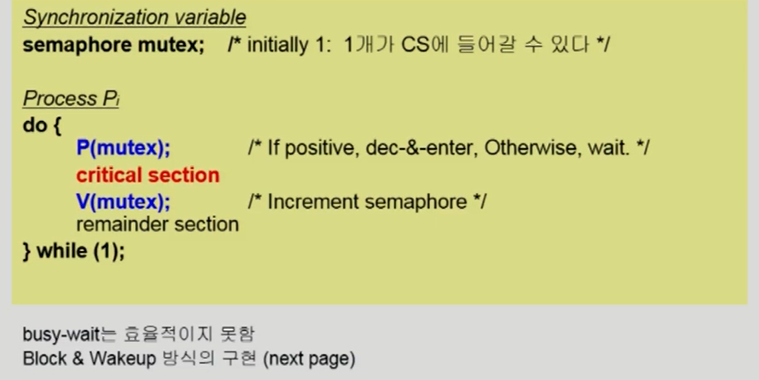 Synchronization variable
semaphore mutex; /* initially 1: 1개가 CS에 들어갈 수 있다 */
Process Pi
do {
P(mutex); /* If positive, dec-&-enter, Otherwise, wait. */
critical section
V(mutex); /* Increment semaphore */
remainder section
} while (1);
busy-wait는 효율적이지 못함
Block & Wakeup 방식의 구현 (next page)